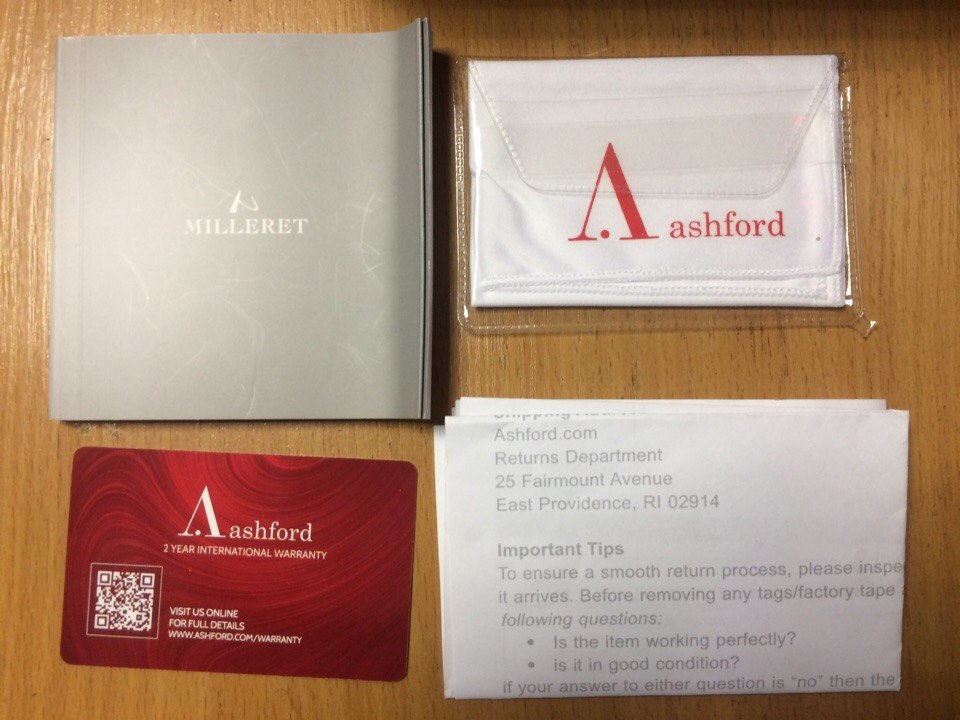 MILLERET
ashford
ashford
2 YEAR INTERNATIONAL WARRANTY
VISIT US ONLINE
FOR FULL DETAILS
WWW.ASHFORD.COM/WARRANTY
Shipping
Ashford.com
Returns Department
25 Fairmount Avenue
East Providence, RI 02914
Important Tips
To ensure a smooth return process, please inspe
it arrives. Before removing any tags/factory tape
following questions:
• Is the item working perfectly?
• is it in good condition?
If your answer to either question is “no” then the